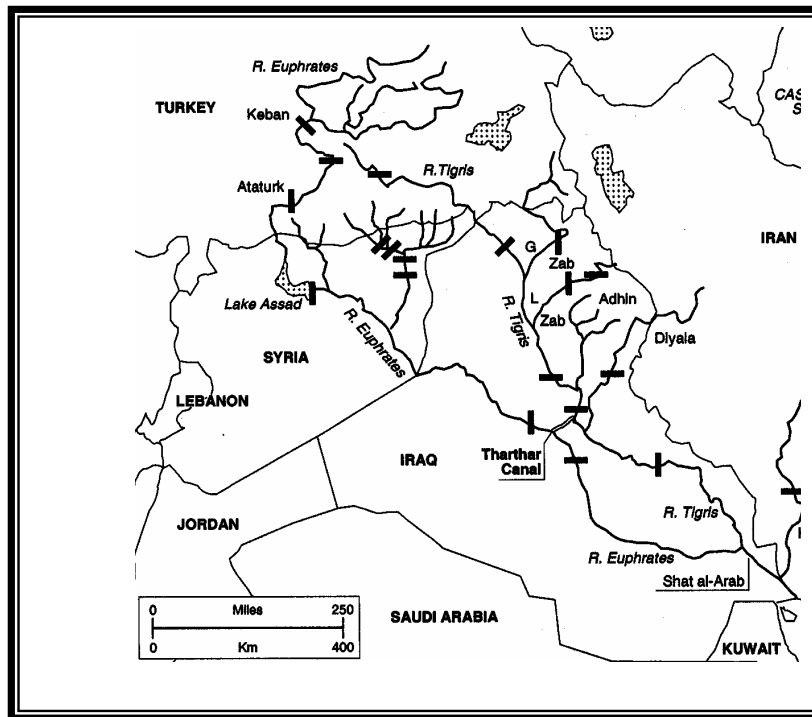 R. Euphrates
TURKEY
CAS
S
Keban
R.Tigris
Ataturk
IRAN
G
Zab
Lake Assad
L
Zab
Adhin
R. Tigris
R. Euphrates
Diyala
SYRIA
LEBANON
IRAQ
Tharthar
Canal
R. Tigris
JORDAN
R. Euphrates
Shat al-Arab
0 Miles 250
0 Km 400
SAUDI ARABIA
KUWAIT